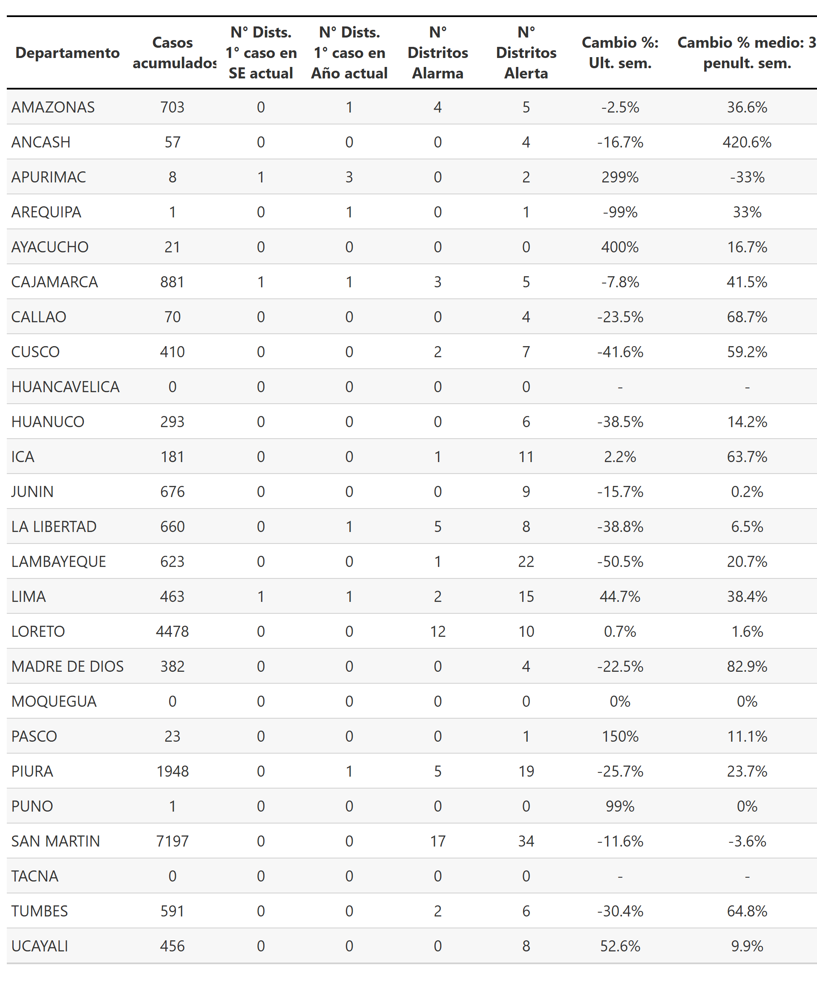 Departamento Casos acumulados N° Dists. 1° caso en SE actual N° Dists. 1° caso en Año actual N° Distritos Alarma N° Distritos Alerta Cambio %: Ult. sem. Cambio % medio: 3 penult. sem.
AMAZONAS 703 0 1 4 5 -2.5% 36.6%
ANCASH 57 0 0 0 4 -16.7% 420.6%
APURIMAC 8 1 3 0 2 299% -33%
AREQUIPA 1 0 1 0 1 -99% 33%
AYACUCHO 21 0 0 0 0 400% 16.7%
CAJAMARCA 881 1 1 3 5 -7.8% 41.5%
CALLAO 70 0 0 0 4 -23.5% 68.7%
CUSCO 410 0 0 2 7 -41.6% 59.2%
HUANCAVELICA 0 0 0 0 0 - -
HUANUCO 293 0 0 0 6 -38.5% 14.2%
ICA 181 0 0 1 11 2.2% 63.7%
JUNIN 676 0 0 0 9 -15.7% 0.2%
LA LIBERTAD 660 0 1 5 8 -38.8% 6.5%
LAMBAYEQUE 623 0 0 1 22 -50.5% 20.7%
LIMA 463 1 1 2 15 44.7% 38.4%
LORETO 4478 0 0 12 10 0.7% 1.6%
MADRE DE DIOS 382 0 0 0 4 -22.5% 82.9%
MOQUEGUA 0 0 0 0 0 0% 0%
PASCO 23 0 0 0 1 150% 11.1%
PIURA 1948 0 1 5 19 -25.7% 23.7%
PUNO 1 0 0 0 0 99% 0%
SAN MARTIN 7197 0 0 17 34 -11.6% -3.6%
TACNA 0 0 0 0 0 - -
TUMBES 591 0 0 2 6 -30.4% 64.8%
UCAYALI 456 0 0 0 8 52.6% 9.9%